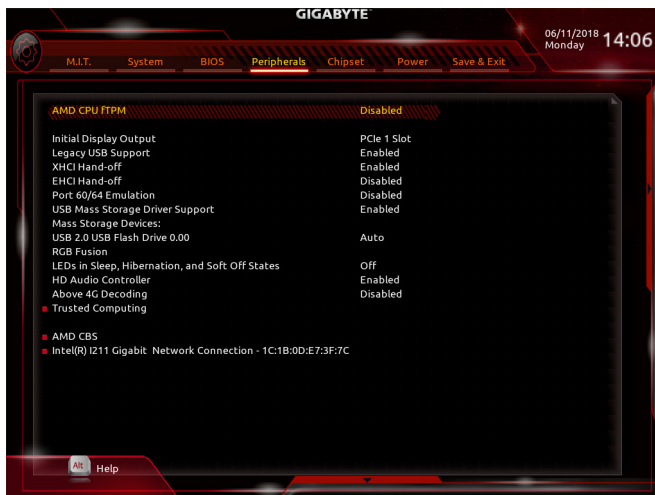 GIGABYTE™
06/11/2018 Monday 14:06
M.I.T. System BIOS Peripherals Chipset Power Save & Exit
AMD CPU fTPM Disabled
Initial Display Output PCIe 1 Slot
Legacy USB Support Enabled
XHCI Hand-off Enabled
EHCI Hand-off Disabled
Port 60/64 Emulation Disabled
USB Mass Storage Driver Support Enabled
Mass Storage Devices:
USB 2.0 USB Flash Drive 0.00 Auto
RGB Fusion
LEDs in Sleep, Hibernation, and Soft Off States Off
HD Audio Controller Enabled
Above 4G Decoding Disabled
Trusted Computing
AMD CBS
Intel(R) I211 Gigabit  Network Connection - 1C:1B:0D:E7:3F:7C
Alt Help